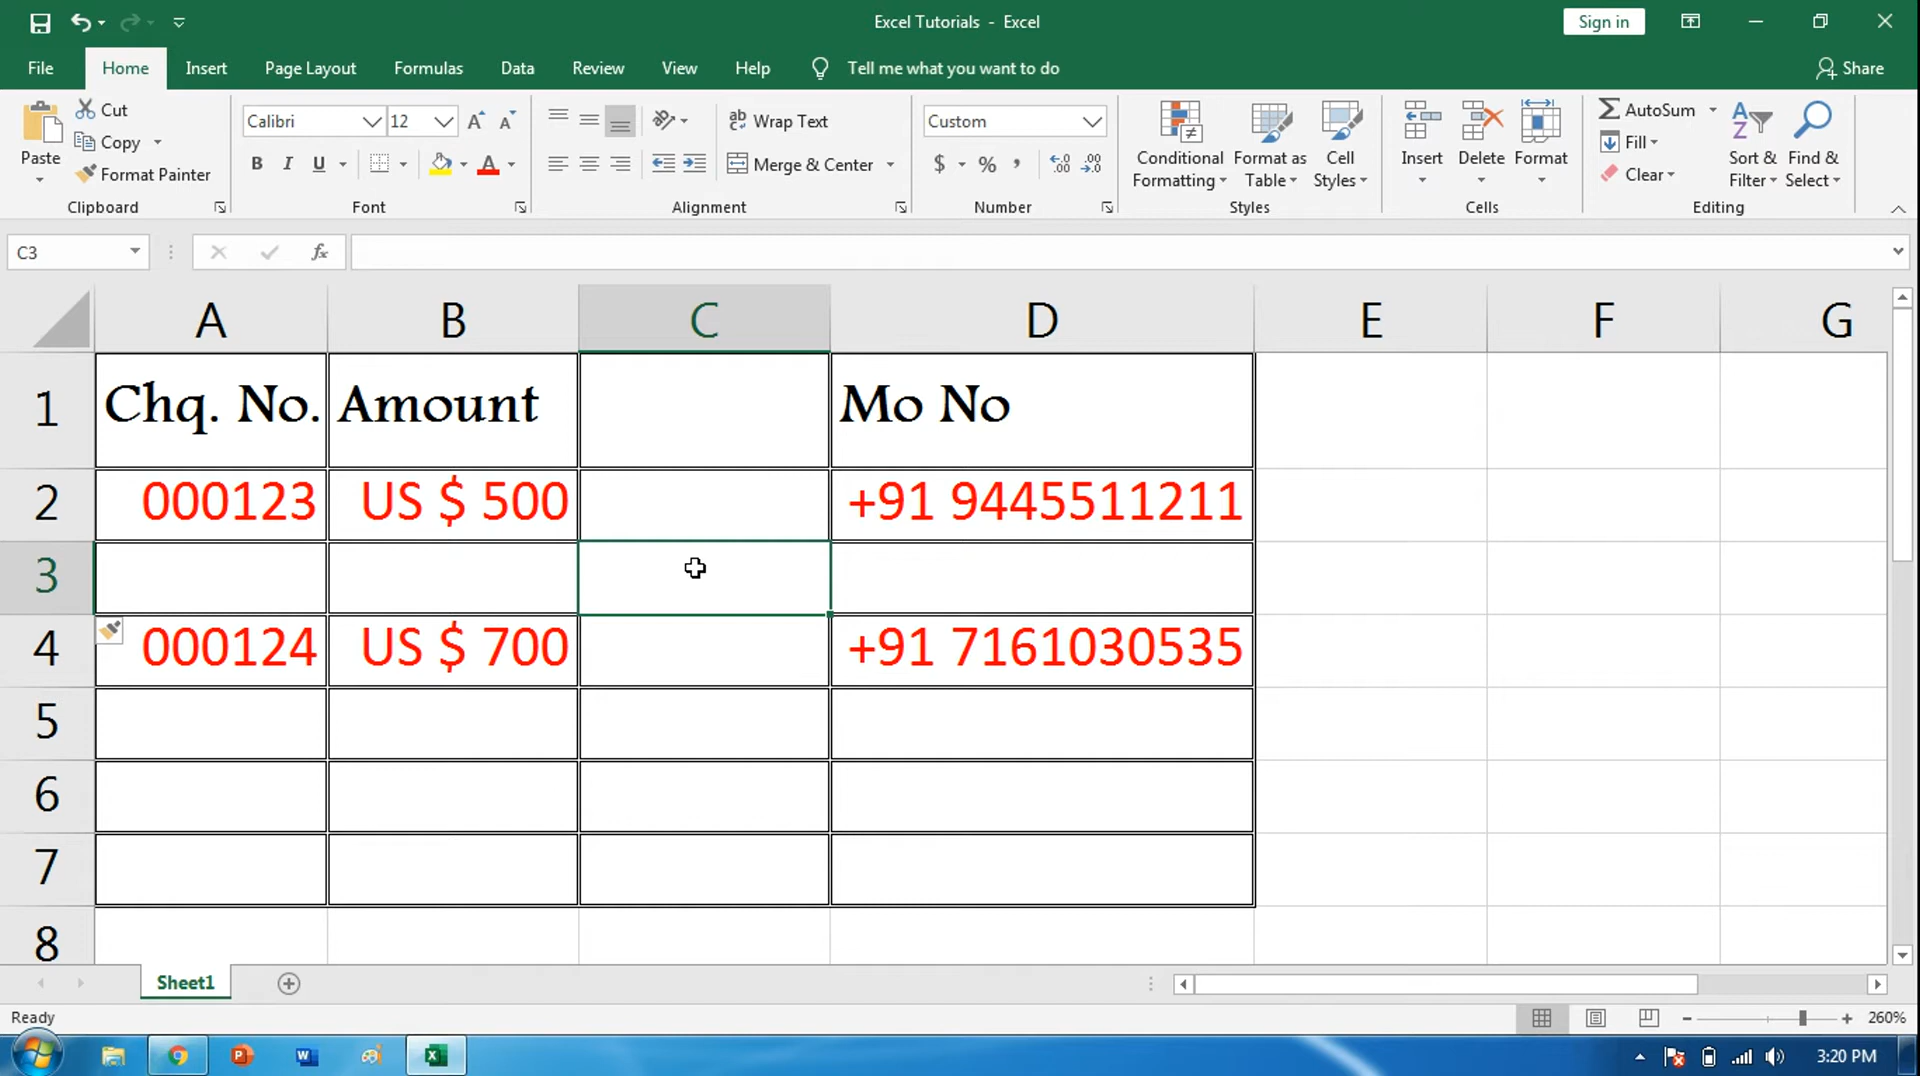 Excel Tutorials - Excel
Sign in
File Home Insert Page Layout Formulas Data Review View Help Tell me what you want to do Share
Paste
Cut
Copy
Format Painter
Clipboard
Calibri 12
B I U A
Font
Wrap Text
Merge & Center
Alignment
Custom
$ % ,
Number
Conditional Formatting
Format as Table
Cell Styles
Styles
Insert Delete Format
Cells
AutoSum
Fill
Clear
Sort & Filter
Find & Select
Editing
C3 fx
A B C D E F G
1 Chq. No. Amount Mo No
2 000123 US $ 500 +91 9445511211
3
4 000124 US $ 700 +91 7161030535
5
6
7
8
Sheet1
Ready 260%
3:20 PM